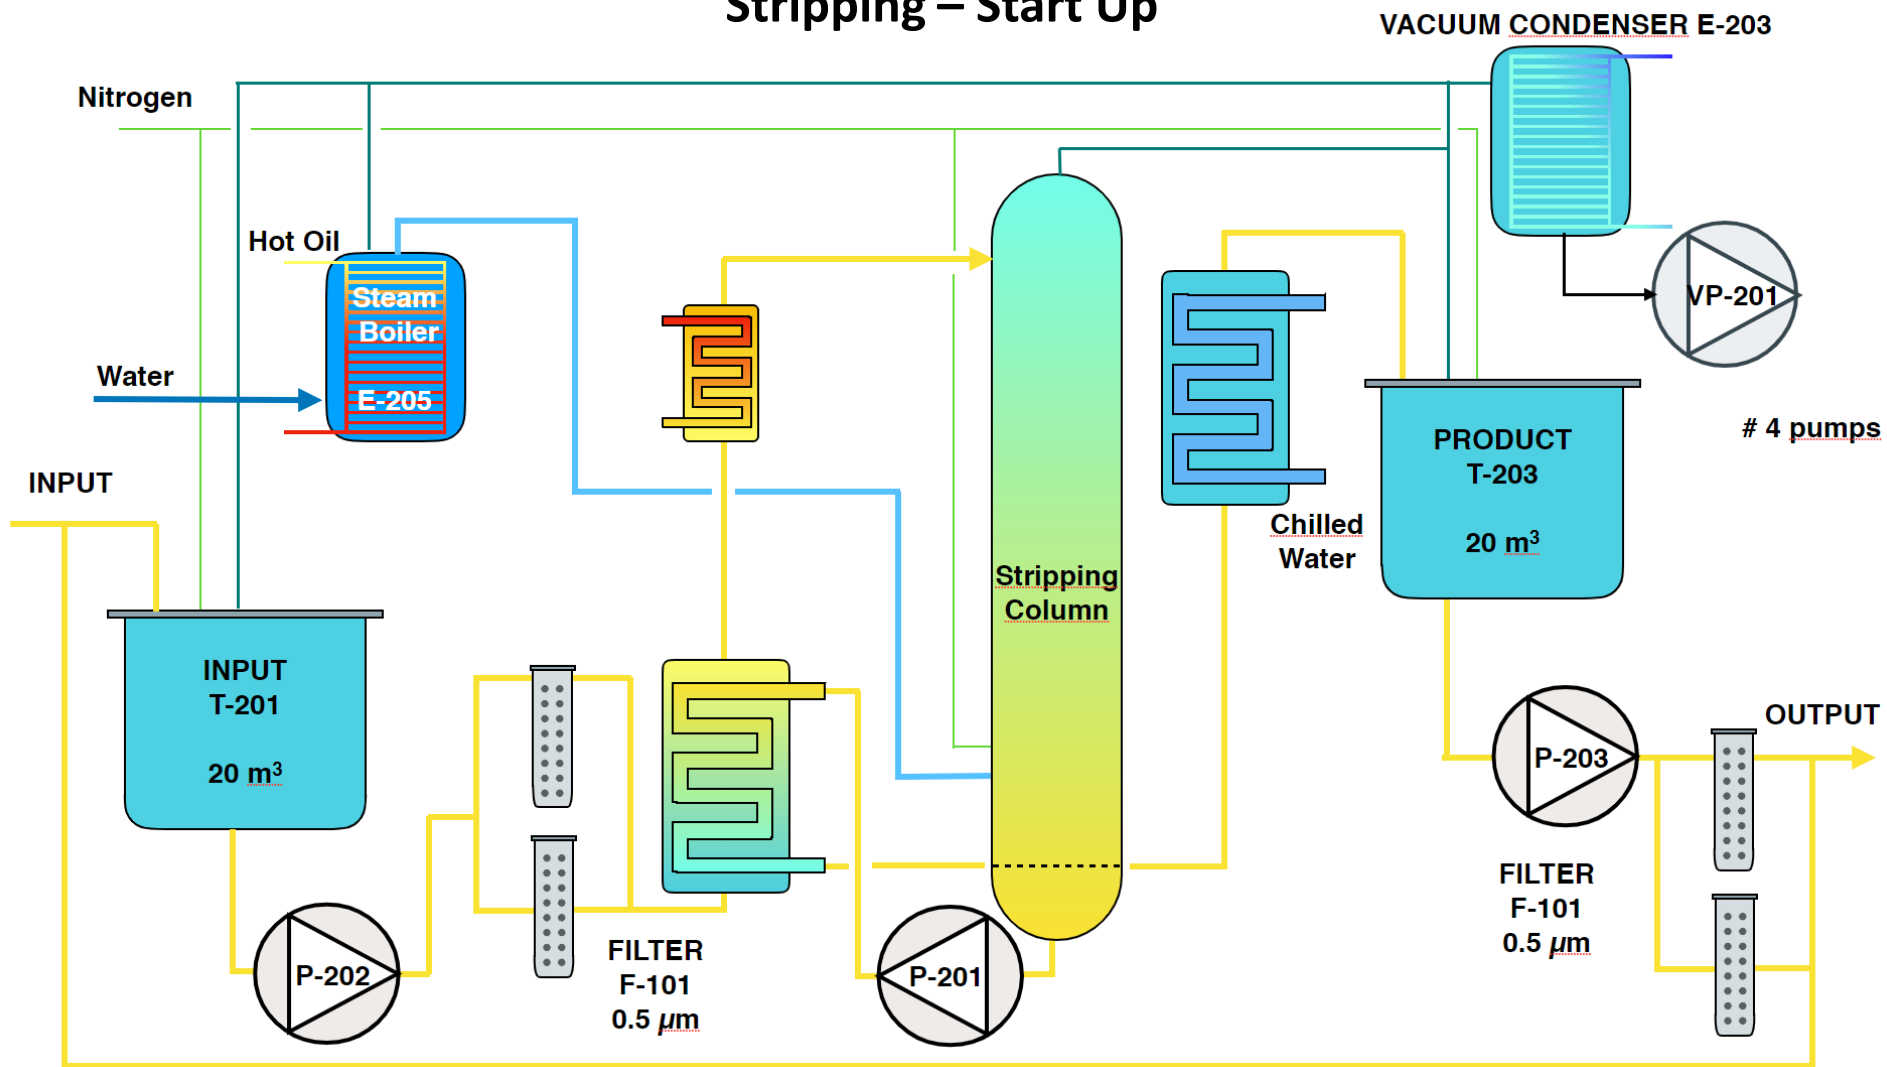 Stripping – Start Up
VACUUM CONDENSER E-203
Nitrogen
Hot Oil
Steam
Boiler
E-205
Water
VP-201
# 4 pumps
INPUT
PRODUCT
T-203
20 m³
Chilled
Water
Stripping
Column
INPUT
T-201
20 m³
OUTPUT
P-203
FILTER
F-101
0.5 µm
FILTER
F-101
0.5 µm
P-202
P-201